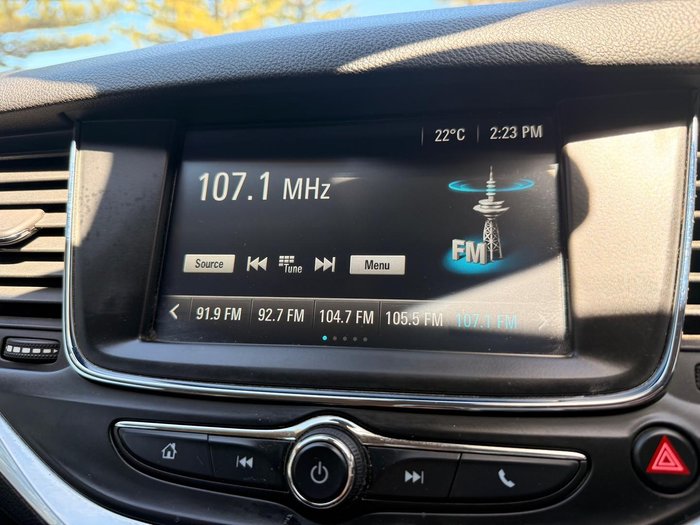 22°C 2:23 PM
107.1 MHz
FM
Source Tune Menu
91.9 FM 92.7 FM 104.7 FM 105.5 FM 107.1 FM